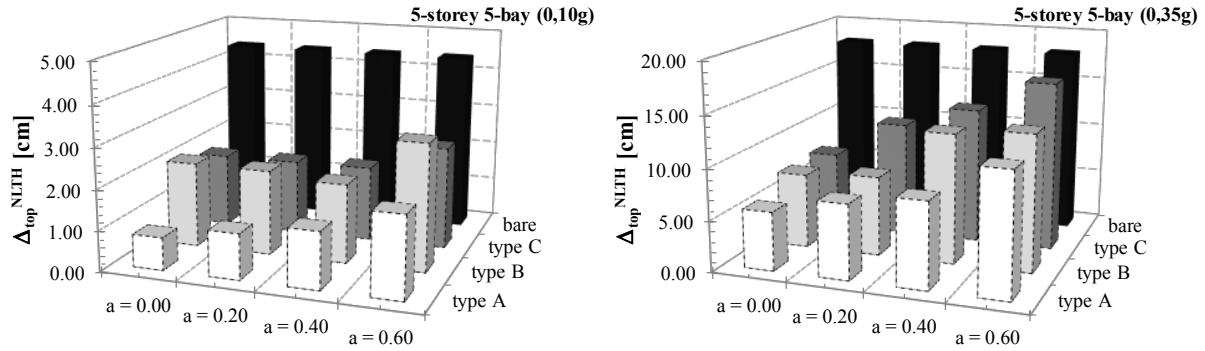 5-storey 5-bay (0,10g)
5.00
4.00
3.00
2.00
1.00
0.00
Δtop^NLTH [cm]
bare
type C
type B
type A
a = 0.00
a = 0.20
a = 0.40
a = 0.60
5-storey 5-bay (0,35g)
20.00
15.00
10.00
5.00
0.00
Δtop^NLTH [cm]
bare
type C
type B
type A
a = 0.00
a = 0.20
a = 0.40
a = 0.60